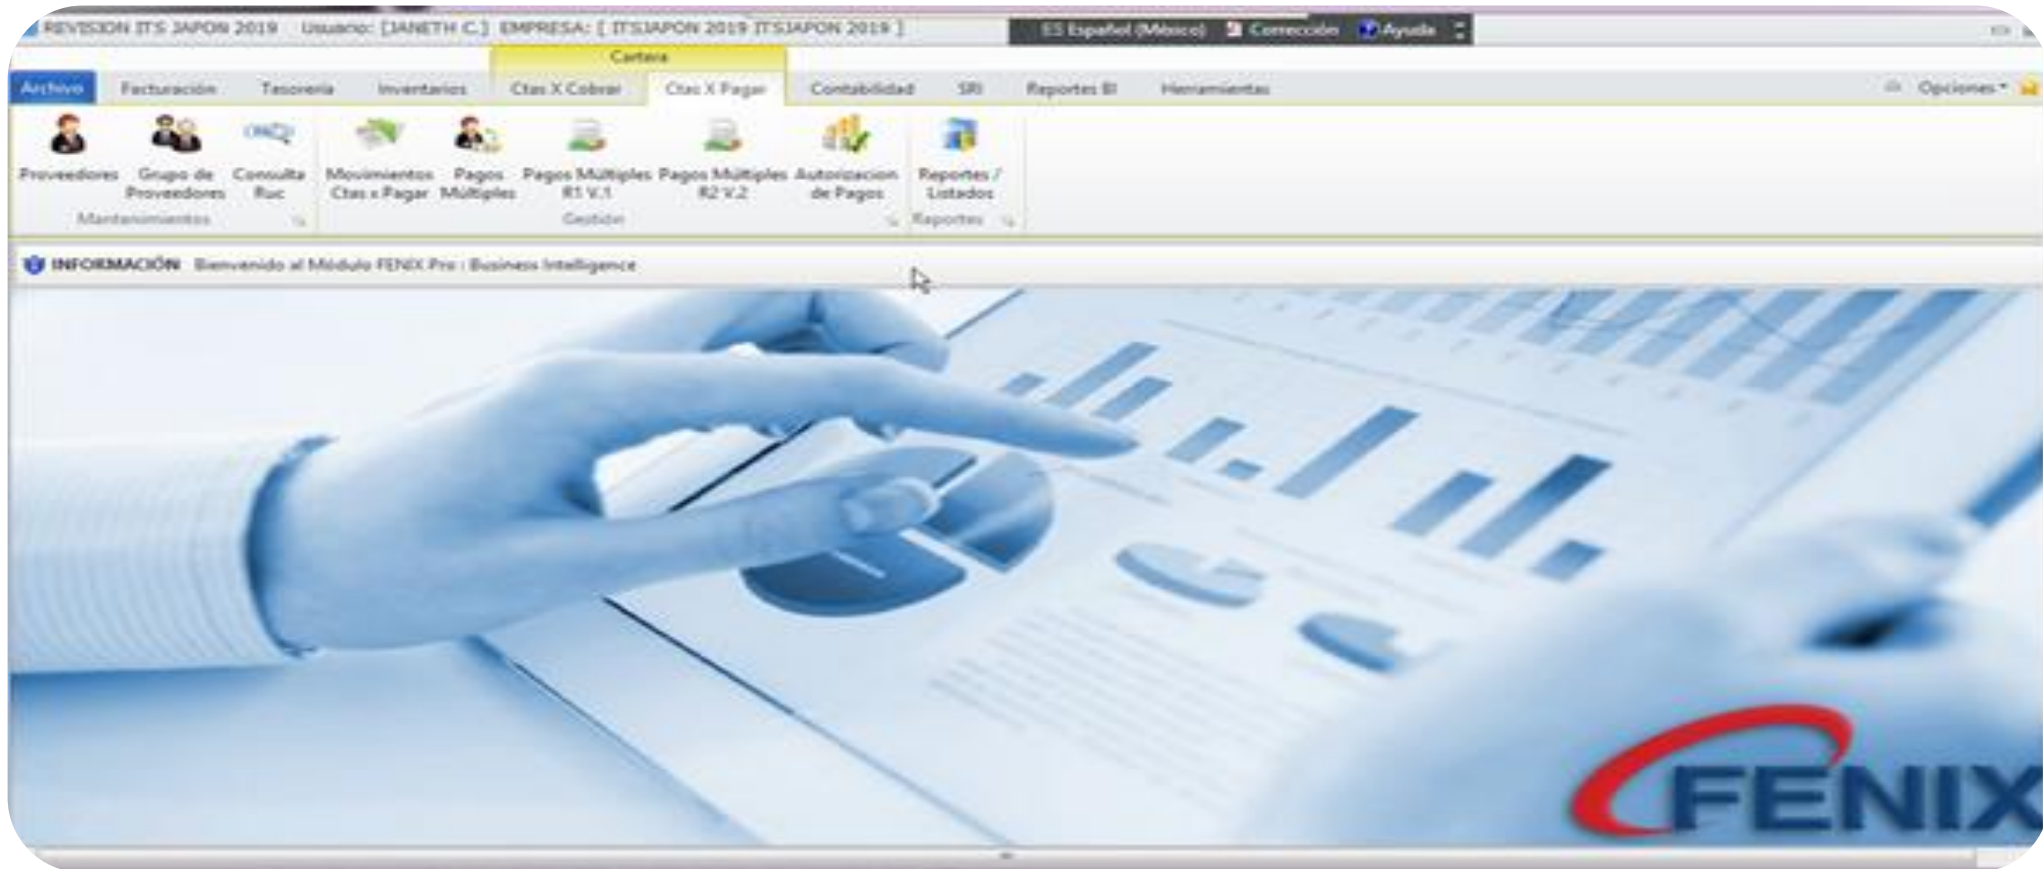 REVISION ITS JAPON 2019 Usuario: [JANETH C.] EMPRESA: [ ITSJAPON 2019 ITSJAPON 2019 ] ES Español (México) Corrección Ayuda
Cartera
Archivo Facturación Tesorería Inventarios Ctas X Cobrar Ctas X Pagar Contabilidad SRI Reportes BI Herramientas Opciones
Proveedores Grupo de Consulta Movimientos Pagos Pagos Múltiples Pagos Múltiples Autorizacion Reportes /
Proveedores Ruc Ctas x Pagar Múltiples R1 V.1 R2 V.2 de Pagos Listados
Mantenimientos Gestión Reportes
INFORMACIÓN Bienvenido al Módulo FENIX Pro : Business Intelligence
FENIX